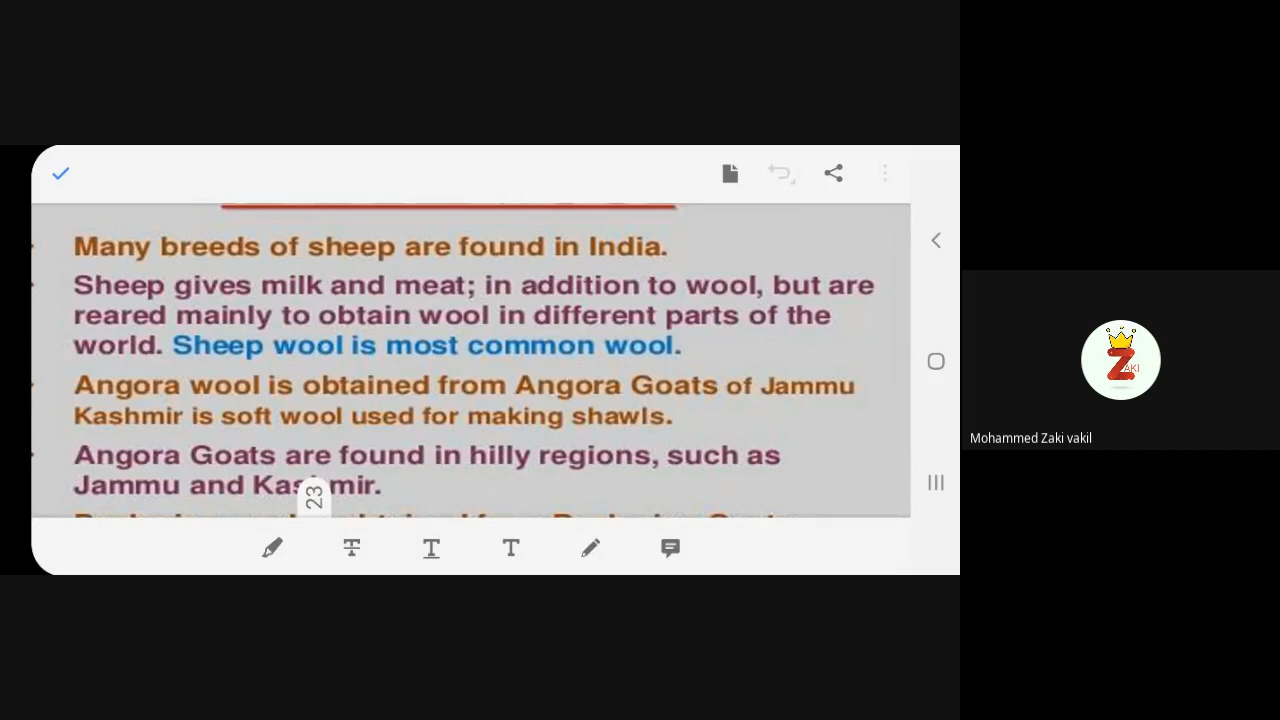 Many breeds of sheep are found in India.
Sheep gives milk and meat; in addition to wool, but are
reared mainly to obtain wool in different parts of the
world. Sheep wool is most common wool.
Angora wool is obtained from Angora Goats of Jammu
Kashmir is soft wool used for making shawls.
Angora Goats are found in hilly regions, such as
Jammu and Kashmir.
23
Z AKI
Mohammed Zaki vakil